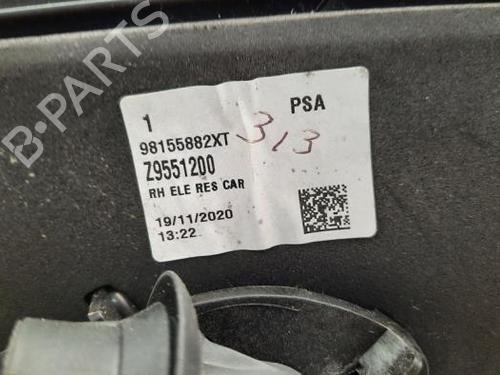 B-PARTS
1
PSA
98155882XT
313
Z9551200
RH ELE RES CAR
19/11/2020
13:22